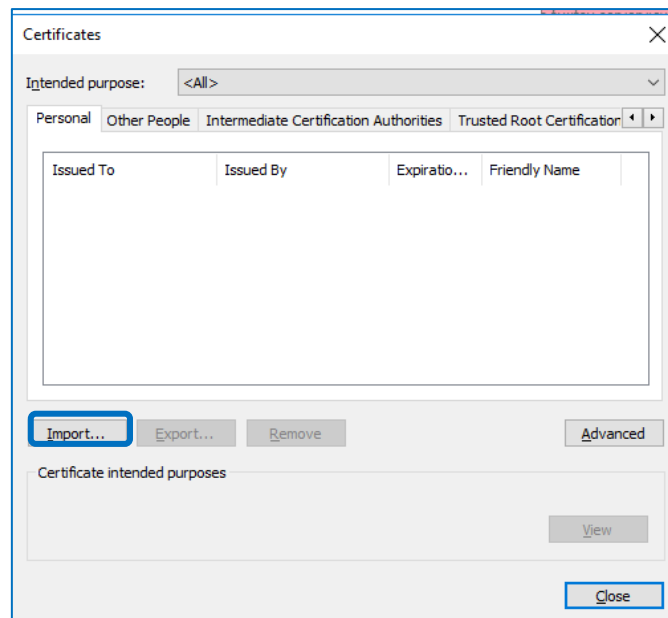 Certificates
Intended purpose: <All>
Personal Other People Intermediate Certification Authorities Trusted Root Certification
Issued To Issued By Expiratio... Friendly Name
Import... Export... Remove Advanced
Certificate intended purposes
View
Close